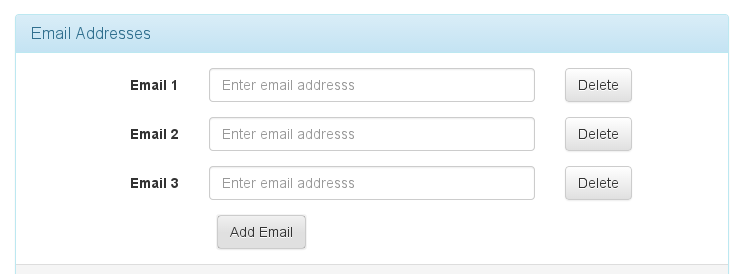 Email Addresses
Email 1 Enter email addresss Delete
Email 2 Enter email addresss Delete
Email 3 Enter email addresss Delete
Add Email